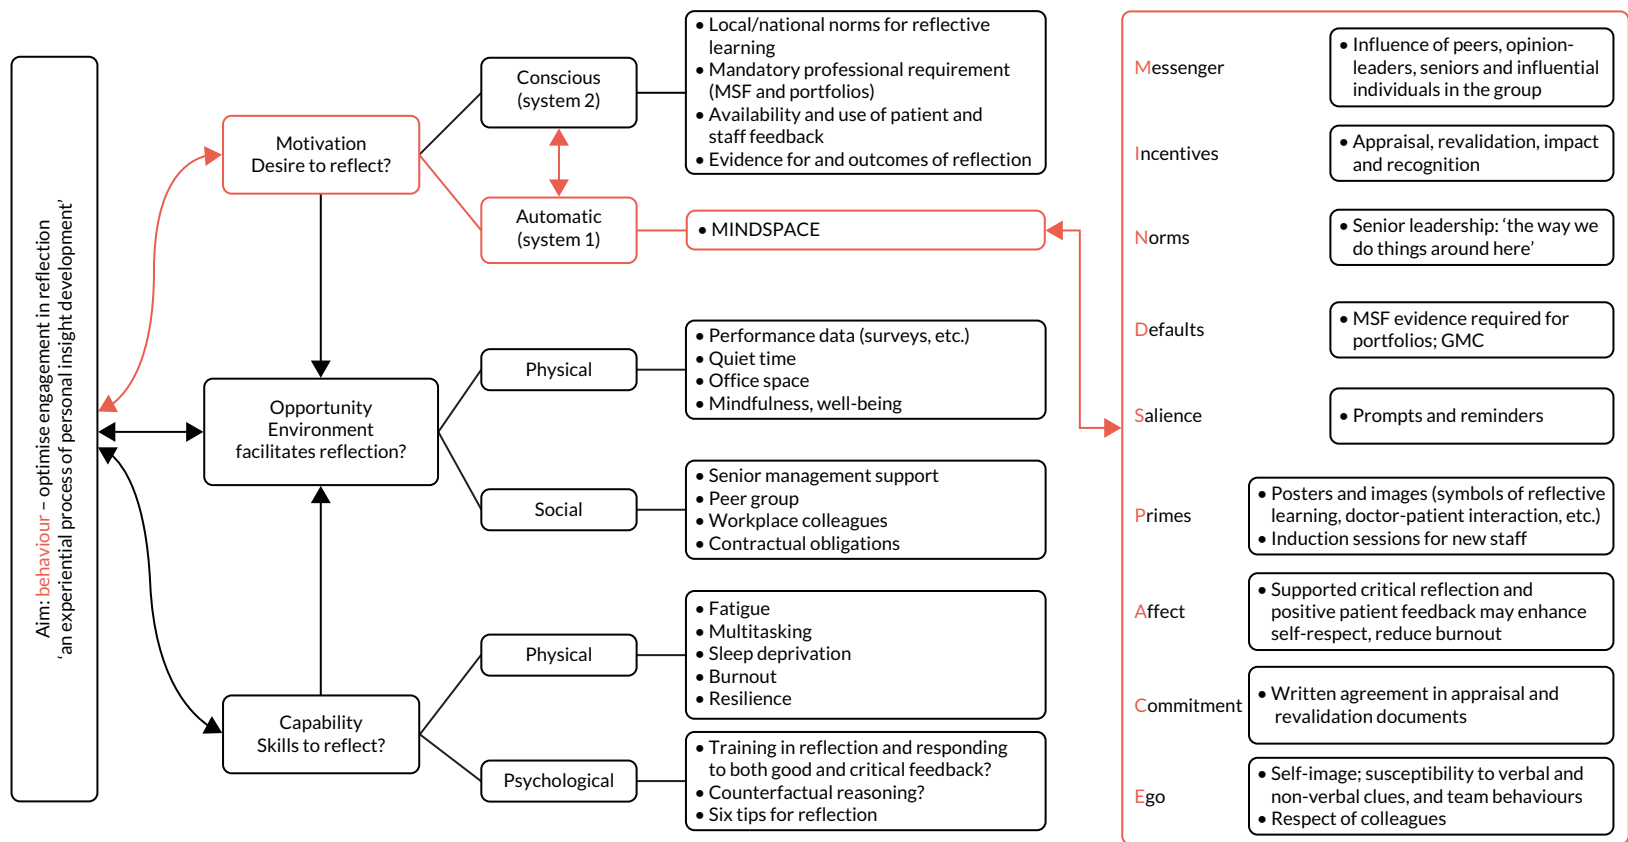 Aim: behaviour – optimise engagement in reflection
‘an experiential process of personal insight development’
Motivation
Desire to reflect?
Opportunity
Environment
facilitates reflection?
Capability
Skills to reflect?
Conscious
(system 2)
Automatic
(system 1)
Physical
Social
Physical
Psychological
• Local/national norms for reflective
learning
• Mandatory professional requirement
(MSF and portfolios)
• Availability and use of patient and
staff feedback
• Evidence for and outcomes of reflection
• MINDSPACE
• Performance data (surveys, etc.)
• Quiet time
• Office space
• Mindfulness, well-being
• Senior management support
• Peer group
• Workplace colleagues
• Contractual obligations
• Fatigue
• Multitasking
• Sleep deprivation
• Burnout
• Resilience
• Training in reflection and responding
to both good and critical feedback?
• Counterfactual reasoning?
• Six tips for reflection
Messenger
• Influence of peers, opinion-
leaders, seniors and influential
individuals in the group
Incentives
• Appraisal, revalidation, impact
and recognition
Norms
• Senior leadership: ‘the way we
do things around here’
Defaults
• MSF evidence required for
portfolios; GMC
Salience
• Prompts and reminders
Primes
• Posters and images (symbols of reflective
learning, doctor-patient interaction, etc.)
• Induction sessions for new staff
Affect
• Supported critical reflection and
positive patient feedback may enhance
self-respect, reduce burnout
Commitment
• Written agreement in appraisal and
revalidation documents
Ego
• Self-image; susceptibility to verbal and
non-verbal clues, and team behaviours
• Respect of colleagues